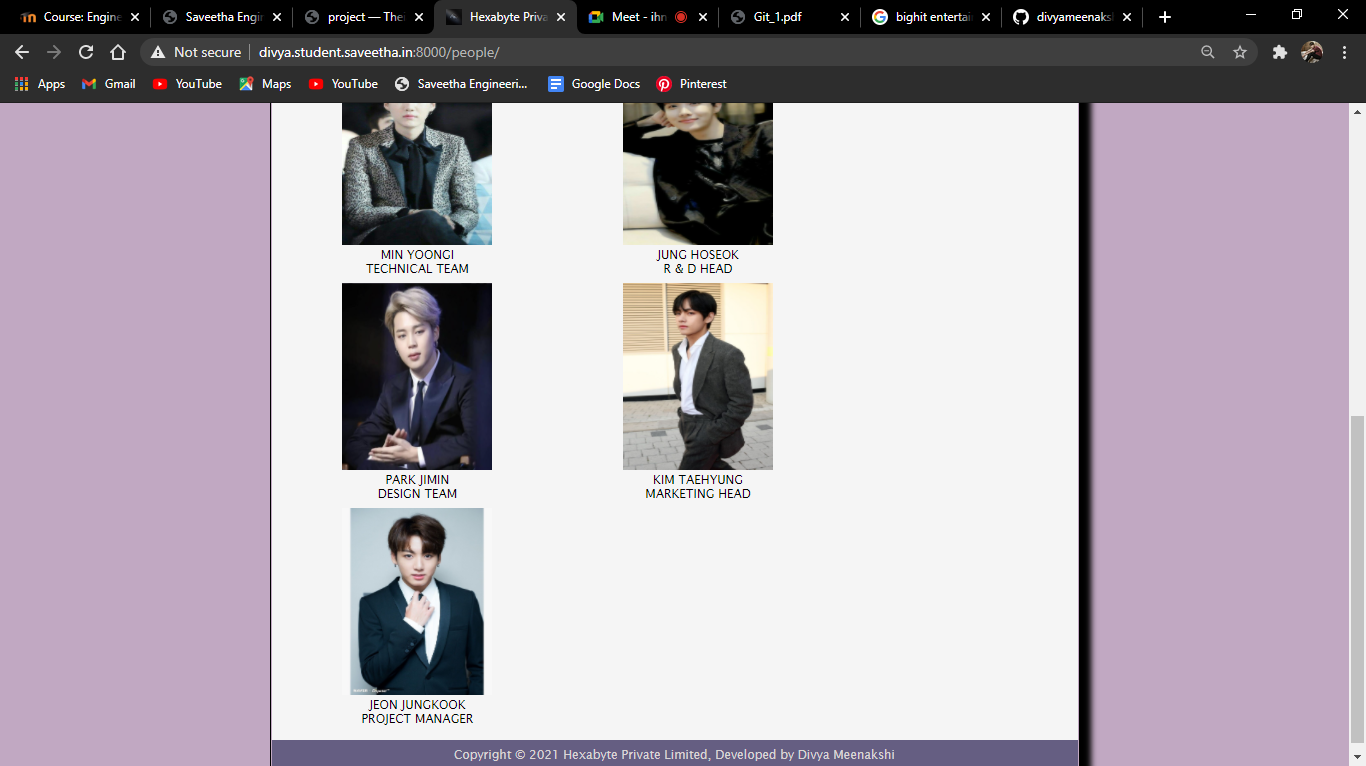 Course: Engine
Saveetha Engin
project — Thei
Hexabyte Priva
Meet - ihn
Git_1.pdf
bighit entertai
divyameenaks
Not secure
divya.student.saveetha.in:8000/people/
Apps
Gmail
YouTube
Maps
YouTube
Saveetha Engineeri...
Google Docs
Pinterest
MIN YOONGI
TECHNICAL TEAM
JUNG HOSEOK
R & D HEAD
PARK JIMIN
DESIGN TEAM
KIM TAEHYUNG
MARKETING HEAD
JEON JUNGKOOK
PROJECT MANAGER
Copyright © 2021 Hexabyte Private Limited, Developed by Divya Meenakshi